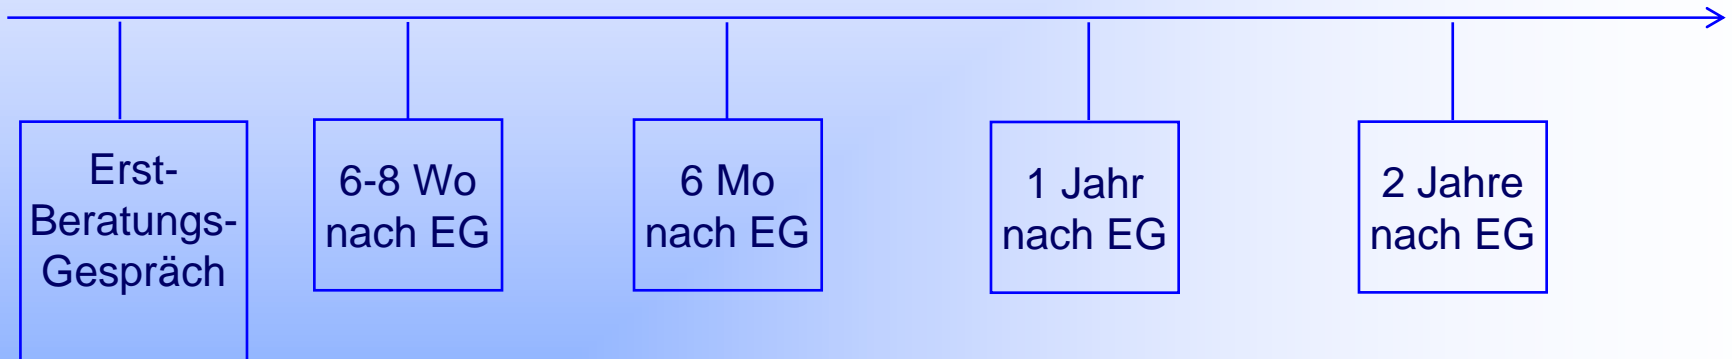 Erst-
Beratungs-
Gespräch
6-8 Wo
nach EG
6 Mo
nach EG
1 Jahr
nach EG
2 Jahre
nach EG